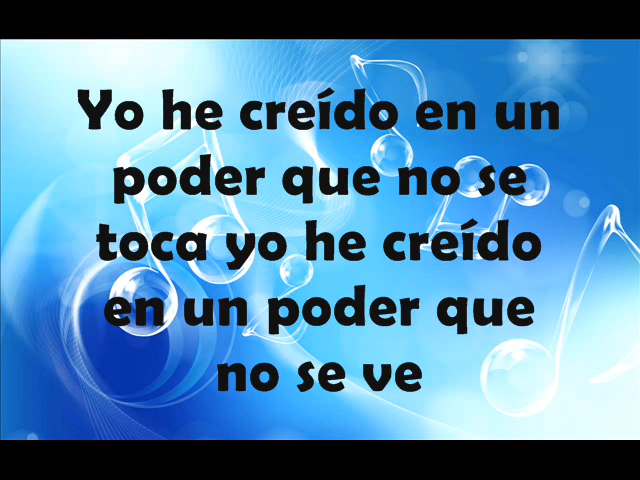 Yo he creído en un
poder que no se
toca yo he creído
en un poder que
no se ve